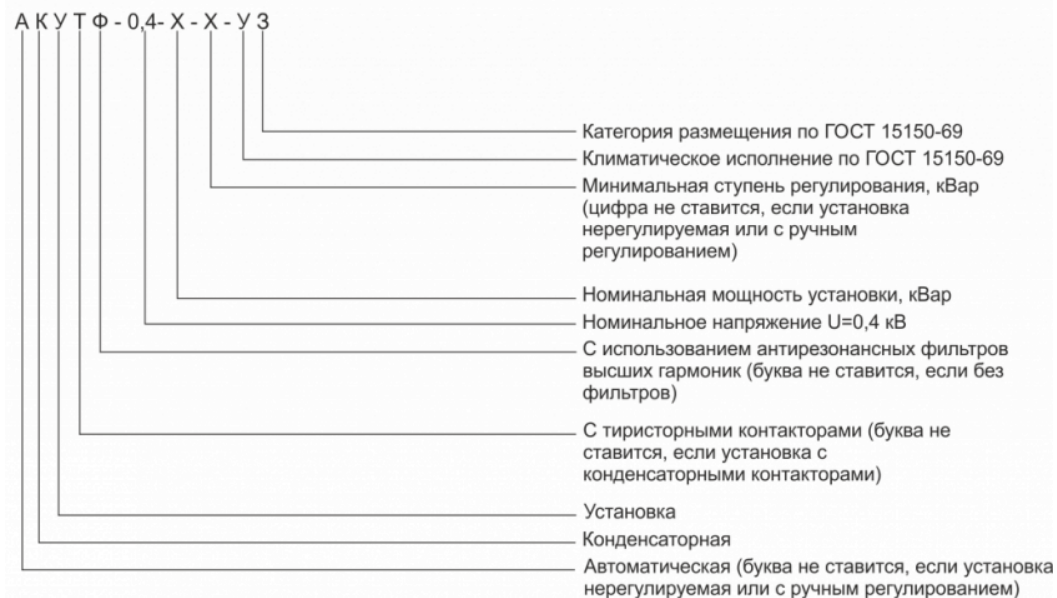 А К У Т Ф - 0,4- Х - Х - У 3
Категория размещения по ГОСТ 15150-69
Климатическое исполнение по ГОСТ 15150-69
Минимальная ступень регулирования, кВар
(цифра не ставится, если установка
нерегулируемая или с ручным
регулированием)
Номинальная мощность установки, кВар
Номинальное напряжение U=0,4 кВ
С использованием антирезонансных фильтров
высших гармоник (буква не ставится, если без
фильтров)
С тиристорными контакторами (буква не
ставится, если установка с
конденсаторными контакторами)
Установка
Конденсаторная
Автоматическая (буква не ставится, если установка
нерегулируемая или с ручным регулированием)